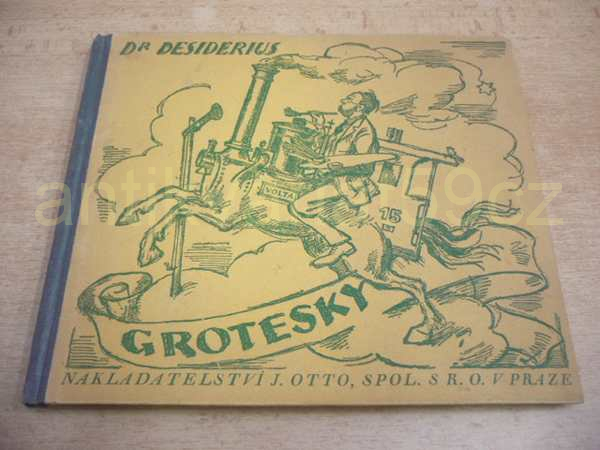 DR DESIDERIUS
VOLTA
15
GROTESKY
NAKLADATELSTVÍ J. OTTO, SPOL. S R. O. V PRAZE